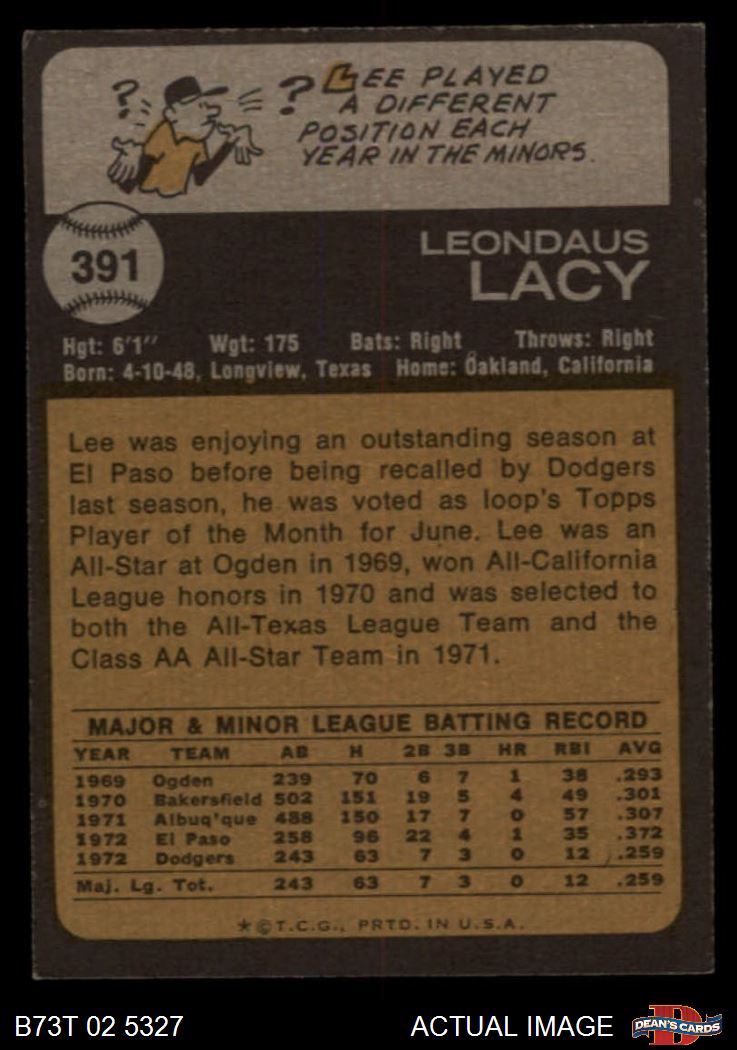 ? ? LEE PLAYED
A DIFFERENT
POSITION EACH
YEAR IN THE MINORS.
391
LEONDAUS
LACY
Hgt: 6'1" Wgt: 175 Bats: Right Throws: Right
Born: 4-10-48, Longview, Texas Home: Oakland, California
Lee was enjoying an outstanding season at
El Paso before being recalled by Dodgers
last season, he was voted as loop's Topps
Player of the Month for June. Lee was an
All-Star at Ogden in 1969, won All-California
League honors in 1970 and was selected to
both the All-Texas League Team and the
Class AA All-Star Team in 1971.
MAJOR & MINOR LEAGUE BATTING RECORD
YEAR TEAM AB H 2B 3B HR RBI AVG
1969 Ogden 239 70 6 7 1 38 .293
1970 Bakersfield 502 151 19 5 4 49 .301
1971 Albuq'que 488 150 17 7 0 57 .307
1972 El Paso 258 96 22 4 1 35 .372
1972 Dodgers 243 63 7 3 0 12 .259
Maj. Lg. Tot. 243 63 7 3 0 12 .259
*©T.C.G., PRTD. IN U.S.A.
B73T 02 5327 ACTUAL IMAGE D DEAN'S CARDS